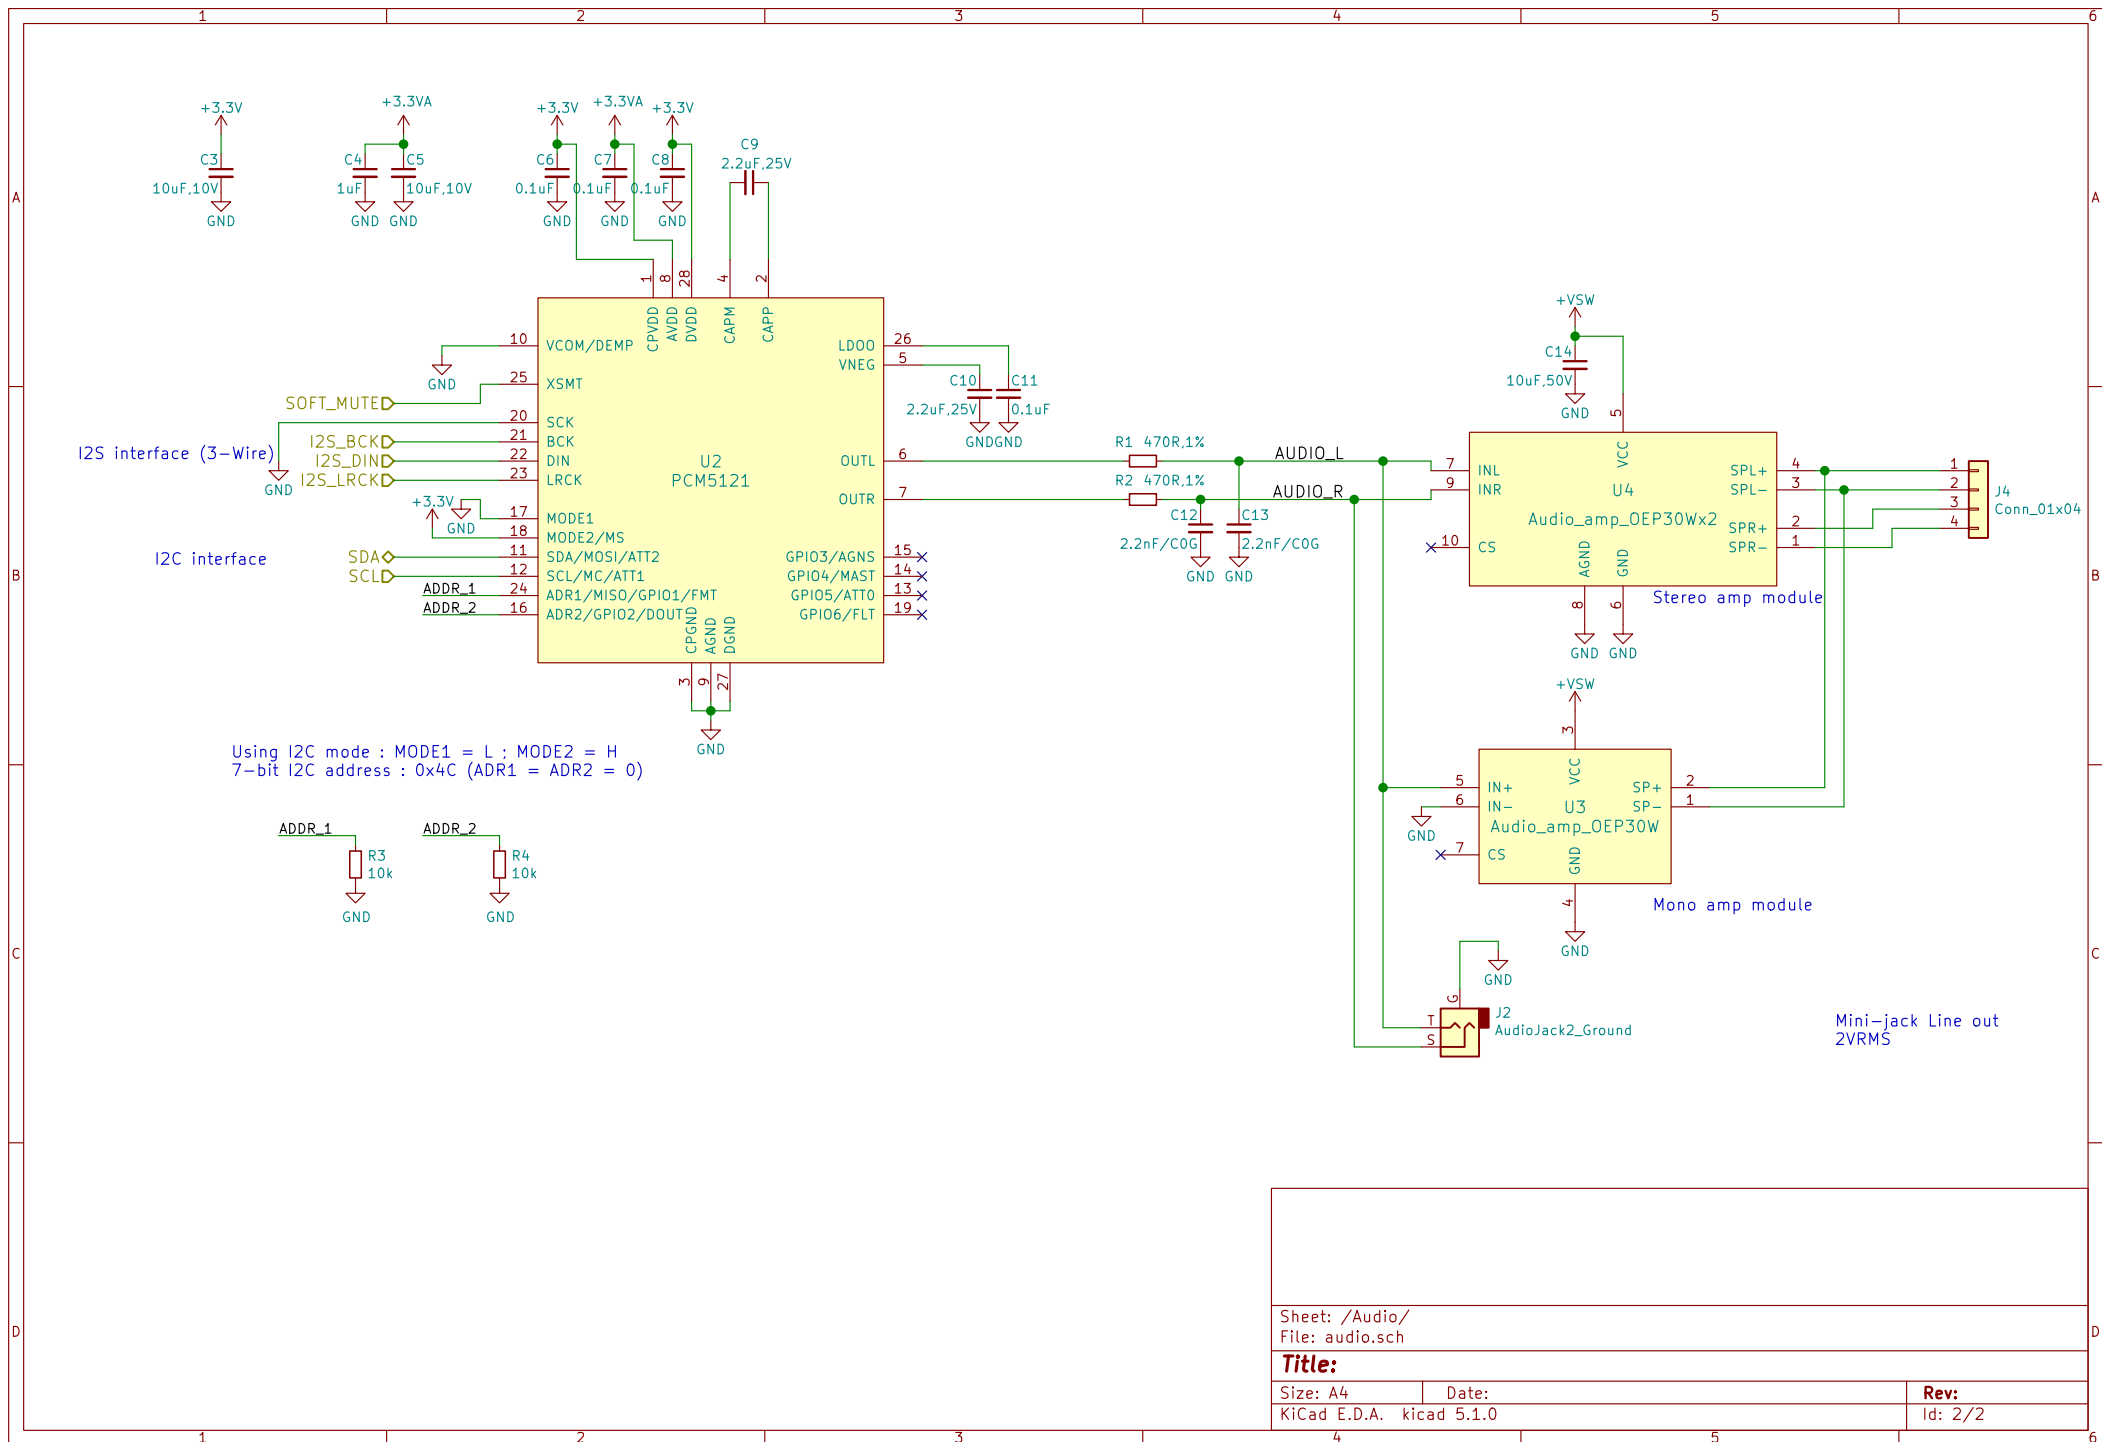 1 2 3 4 5 6
A
B
C
D
A
B
C
D
1 2 3 4 5 6
+3.3V
C3
10uF,10V
GND
+3.3VA
C4
1uF
GND
C5
10uF,10V
GND
+3.3V
C6
0.1uF
GND
+3.3VA
C7
0.1uF
GND
+3.3V
C8
0.1uF
GND
C9
2.2uF,25V
1
8
28
4
2
CPVDD
AVDD
DVDD
CAPM
CAPP
10 VCOM/DEMP
GND
25 XSMT
SOFT_MUTE
20 SCK
I2S_BCK 21 BCK
I2S interface (3-Wire)
I2S_DIN 22 DIN
I2S_LRCK 23 LRCK
GND
+3.3V
GND
17 MODE1
18 MODE2/MS
I2C interface
SDA 11 SDA/MOSI/ATT2
SCL 12 SCL/MC/ATT1
ADDR_1 24 ADR1/MISO/GPIO1/FMT
ADDR_2 16 ADR2/GPIO2/DOUT
U2
PCM5121
LDOO 26
VNEG 5
OUTL 6
OUTR 7
GPIO3/AGNS 15
GPIO4/MAST 14
GPIO5/ATT0 13
GPIO6/FLT 19
CPGND
AGND
DGND
3
9
27
GND
C10
2.2uF,25V
GND
C11
0.1uF
GND
R1 470R,1%
R2 470R,1%
AUDIO_L
AUDIO_R
C12
2.2nF/C0G
GND
C13
2.2nF/C0G
GND
+VSW
C14
10uF,50V
GND
5
VCC
7 INL
9 INR
10 CS
U4
Audio_amp_OEP30Wx2
SPL+ 4
SPL- 3
SPR+ 2
SPR- 1
AGND
GND
8
6
GND
GND
Stereo amp module
1
2
3
4
J4
Conn_01x04
+VSW
3
VCC
5 IN+
6 IN-
7 CS
GND
U3
Audio_amp_OEP30W
SP+ 2
SP- 1
GND
4
GND
Mono amp module
GND
G
T
S
J2
AudioJack2_Ground
Mini-jack Line out
2VRMS
Using I2C mode : MODE1 = L ; MODE2 = H
7-bit I2C address : 0x4C (ADR1 = ADR2 = 0)
ADDR_1
R3
10k
GND
ADDR_2
R4
10k
GND
Sheet: /Audio/
File: audio.sch
Title:
Size: A4 Date: Rev:
KiCad E.D.A. kicad 5.1.0 Id: 2/2